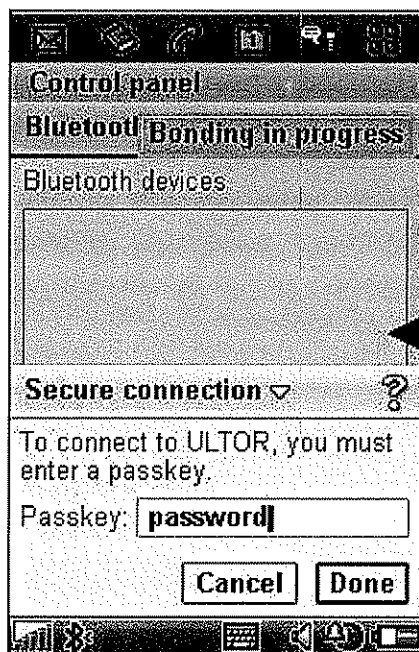 Control panel
Bluetoot
Bonding in progress
Bluetooth devices
Secure connection
?
To connect to ULTOR, you must
enter a passkey.
Passkey: password
Cancel Done